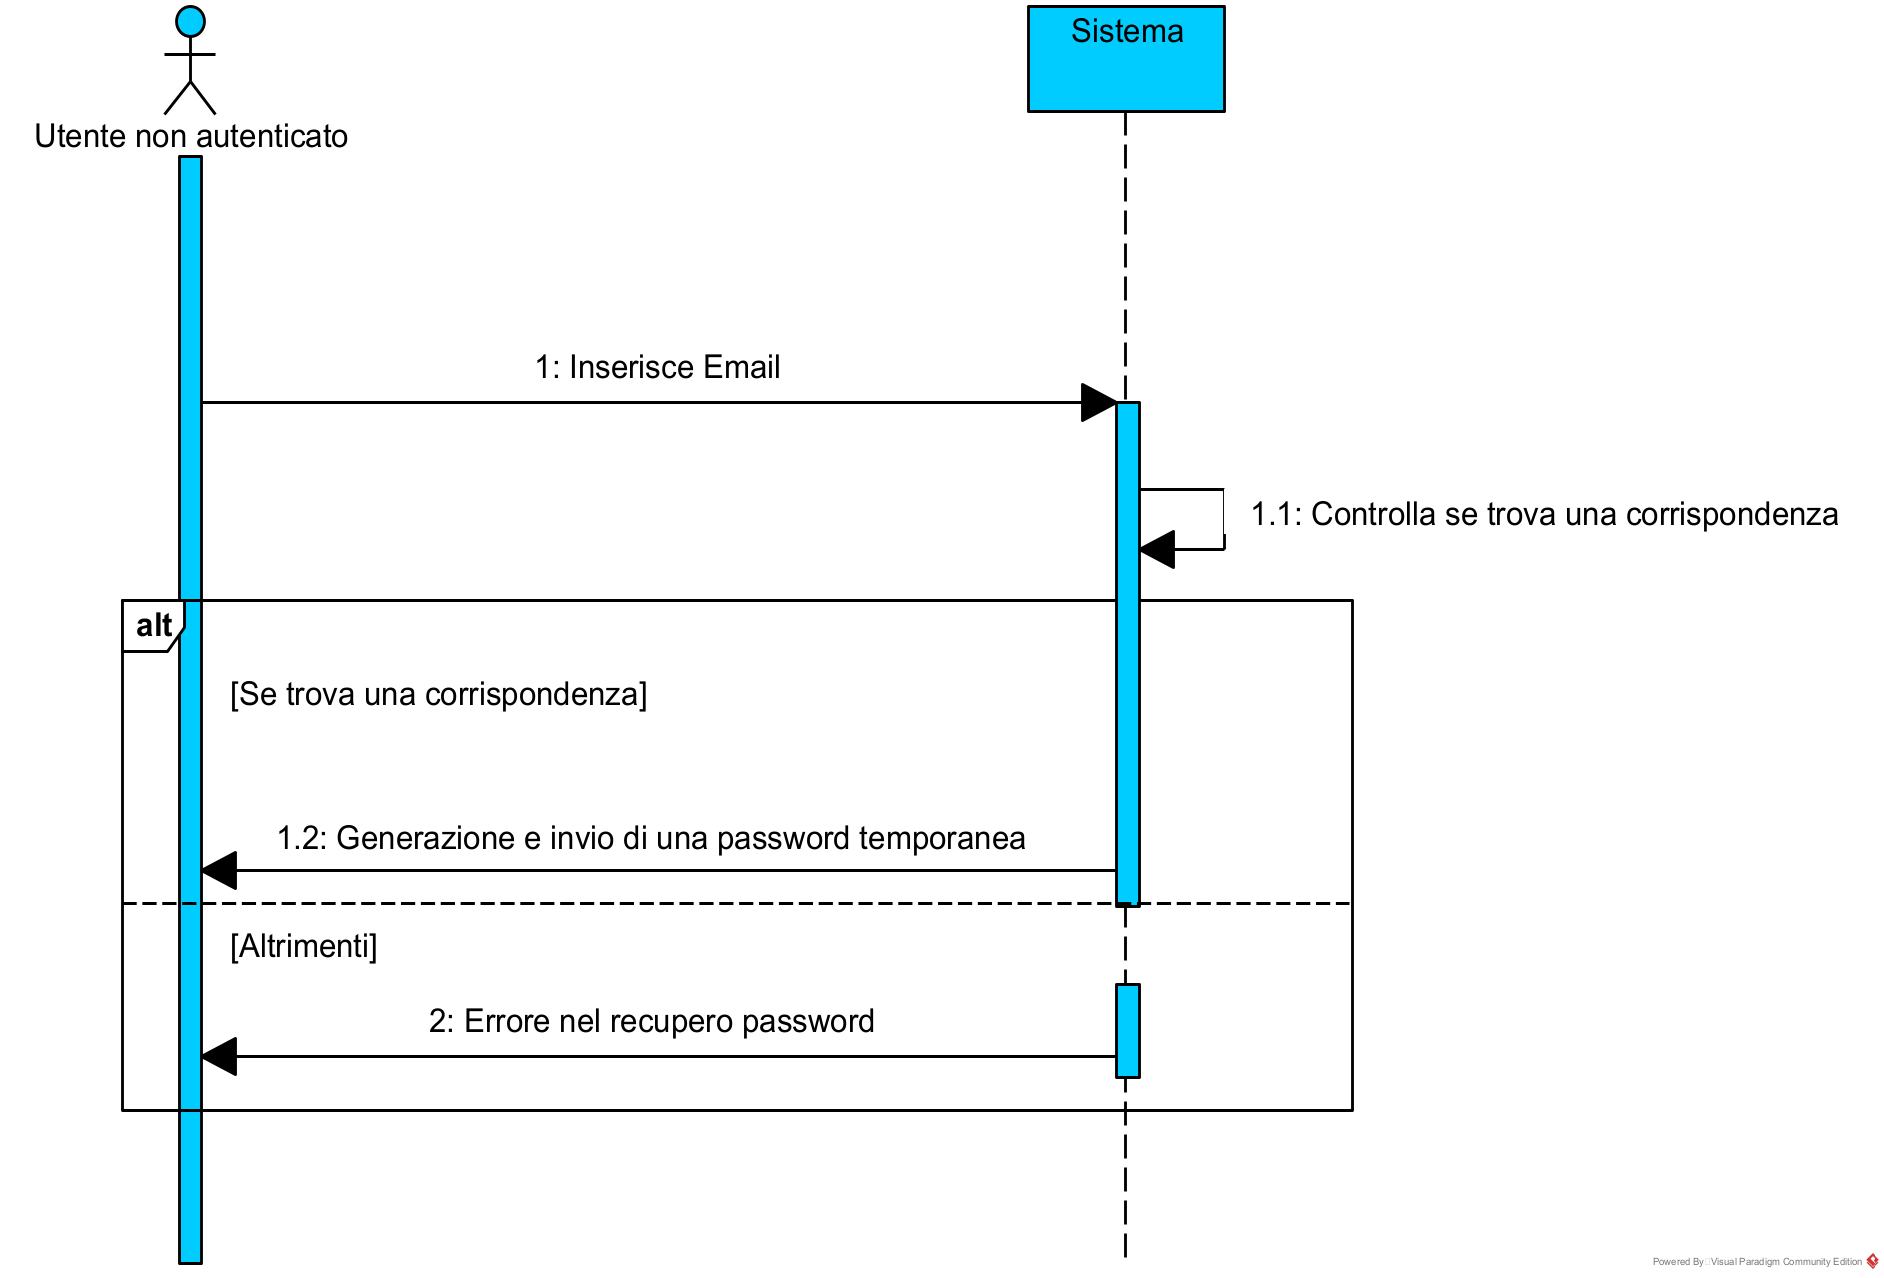 Sistema
Utente non autenticato
1: Inserisce Email
1.1: Controlla se trova una corrispondenza
alt
[Se trova una corrispondenza]
1.2: Generazione e invio di una password temporanea
[Altrimenti]
2: Errore nel recupero password
Powered By Visual Paradigm Community Edition